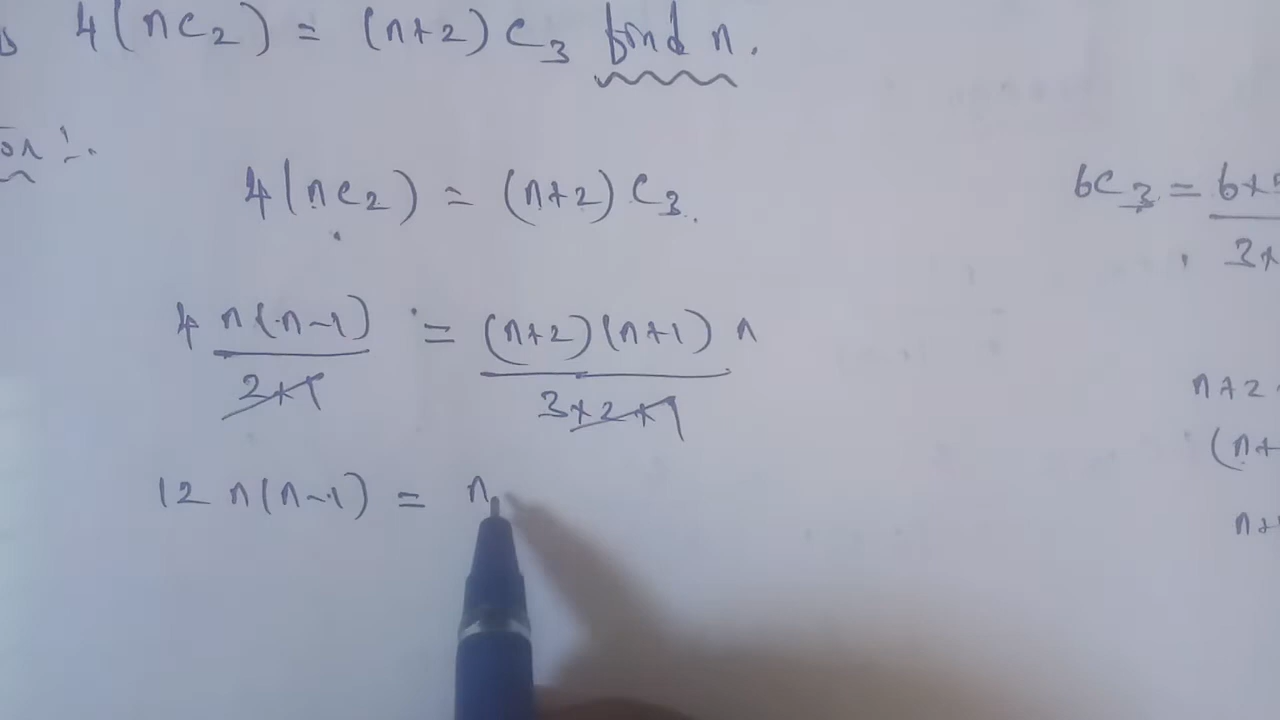 4(nC₂) = (n+2)C₃ find n.
4(nC₂) = (n+2)C₃.
6C₃ = 6×
3×
4 n(n-1) = (n+2)(n+1) n
2×1
3×2×1
n+2
(n+
12 n(n-1) = n
n+